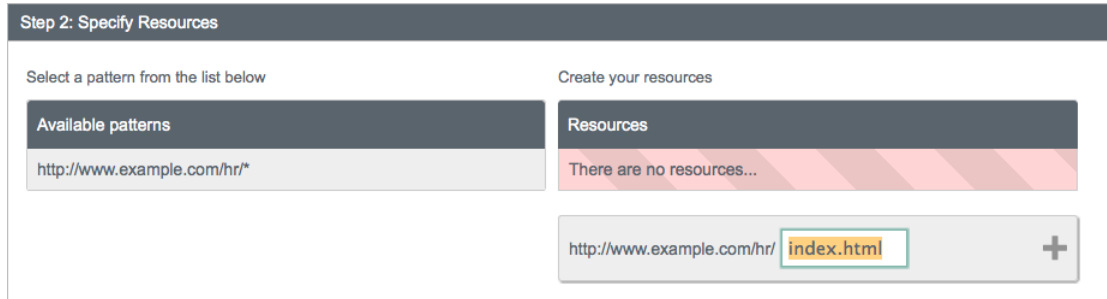 Step 2: Specify Resources
Select a pattern from the list below
Available patterns
http://www.example.com/hr/*
Create your resources
Resources
There are no resources...
http://www.example.com/hr/ index.html